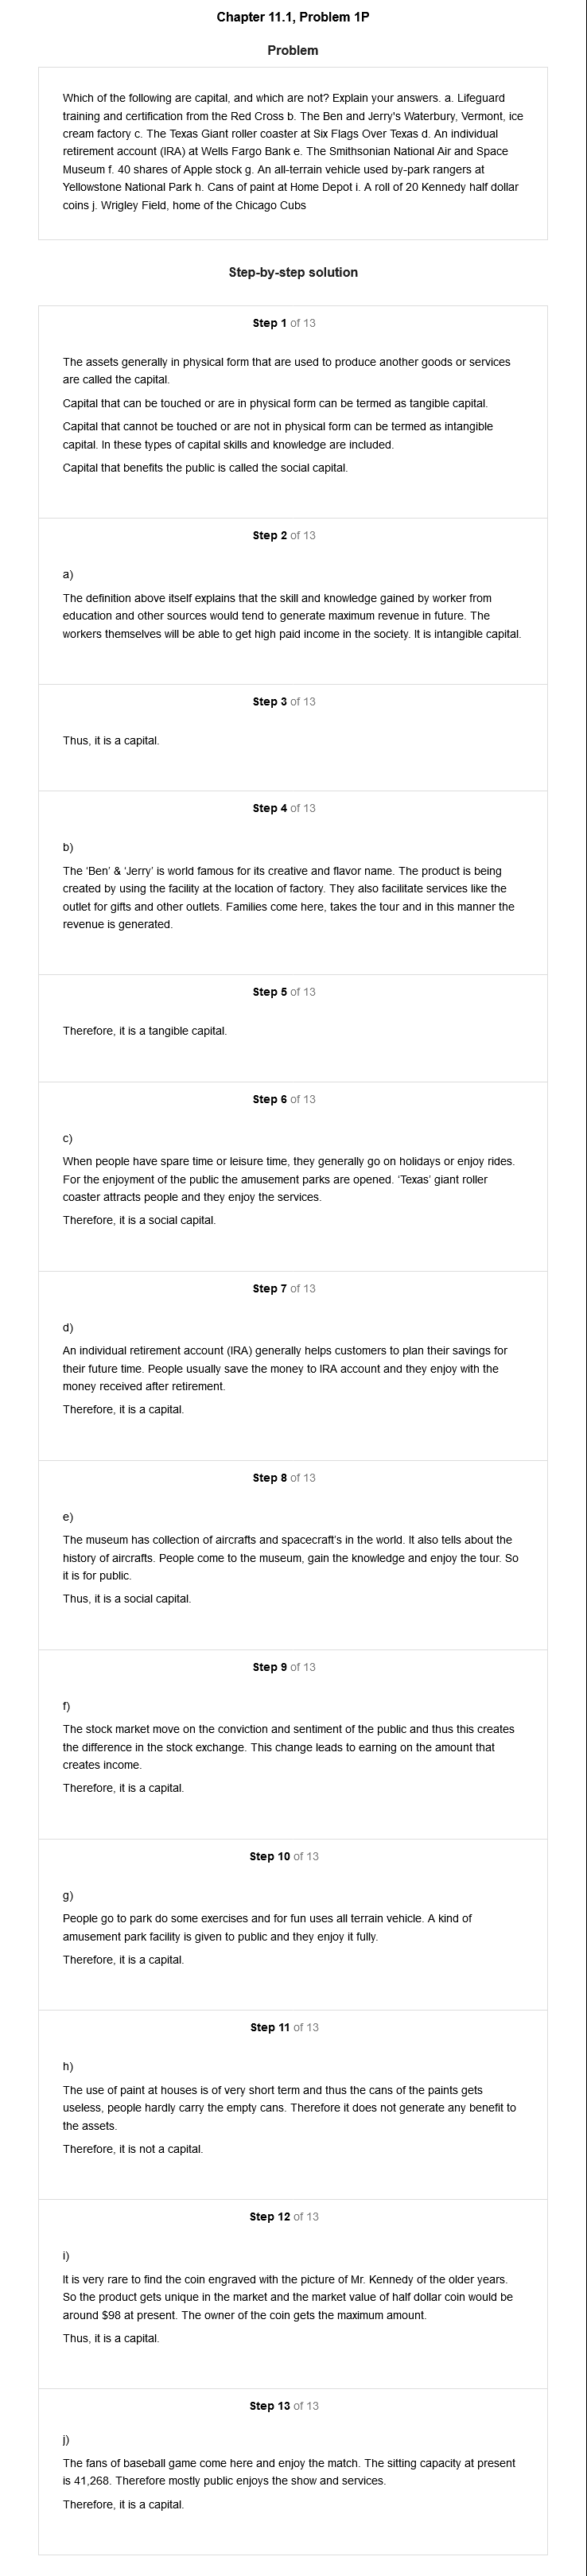 Chapter 11.1, Problem 1P
Problem
Which of the following are capital, and which are not? Explain your answers. a. Lifeguard
training and certification from the Red Cross b. The Ben and Jerry's Waterbury, Vermont, ice
cream factory c. The Texas Giant roller coaster at Six Flags Over Texas d. An individual
retirement account (IRA) at Wells Fargo Bank e. The Smithsonian National Air and Space
Museum f. 40 shares of Apple stock g. An all-terrain vehicle used by-park rangers at
Yellowstone National Park h. Cans of paint at Home Depot i. A roll of 20 Kennedy half dollar
coins j. Wrigley Field, home of the Chicago Cubs
Step-by-step solution
Step 1 of 13
The assets generally in physical form that are used to produce another goods or services
are called the capital.
Capital that can be touched or are in physical form can be termed as tangible capital.
Capital that cannot be touched or are not in physical form can be termed as intangible
capital. In these types of capital skills and knowledge are included.
Capital that benefits the public is called the social capital.
Step 2 of 13
a)
The definition above itself explains that the skill and knowledge gained by worker from
education and other sources would tend to generate maximum revenue in future. The
workers themselves will be able to get high paid income in the society. It is intangible capital.
Step 3 of 13
Thus, it is a capital.
Step 4 of 13
b)
The ‘Ben’ & ‘Jerry’ is world famous for its creative and flavor name. The product is being
created by using the facility at the location of factory. They also facilitate services like the
outlet for gifts and other outlets. Families come here, takes the tour and in this manner the
revenue is generated.
Step 5 of 13
Therefore, it is a tangible capital.
Step 6 of 13
c)
When people have spare time or leisure time, they generally go on holidays or enjoy rides.
For the enjoyment of the public the amusement parks are opened. ‘Texas’ giant roller
coaster attracts people and they enjoy the services.
Therefore, it is a social capital.
Step 7 of 13
d)
An individual retirement account (IRA) generally helps customers to plan their savings for
their future time. People usually save the money to IRA account and they enjoy with the
money received after retirement.
Therefore, it is a capital.
Step 8 of 13
e)
The museum has collection of aircrafts and spacecraft’s in the world. It also tells about the
history of aircrafts. People come to the museum, gain the knowledge and enjoy the tour. So
it is for public.
Thus, it is a social capital.
Step 9 of 13
f)
The stock market move on the conviction and sentiment of the public and thus this creates
the difference in the stock exchange. This change leads to earning on the amount that
creates income.
Therefore, it is a capital.
Step 10 of 13
g)
People go to park do some exercises and for fun uses all terrain vehicle. A kind of
amusement park facility is given to public and they enjoy it fully.
Therefore, it is a capital.
Step 11 of 13
h)
The use of paint at houses is of very short term and thus the cans of the paints gets
useless, people hardly carry the empty cans. Therefore it does not generate any benefit to
the assets.
Therefore, it is not a capital.
Step 12 of 13
i)
It is very rare to find the coin engraved with the picture of Mr. Kennedy of the older years.
So the product gets unique in the market and the market value of half dollar coin would be
around $98 at present. The owner of the coin gets the maximum amount.
Thus, it is a capital.
Step 13 of 13
j)
The fans of baseball game come here and enjoy the match. The sitting capacity at present
is 41,268. Therefore mostly public enjoys the show and services.
Therefore, it is a capital.